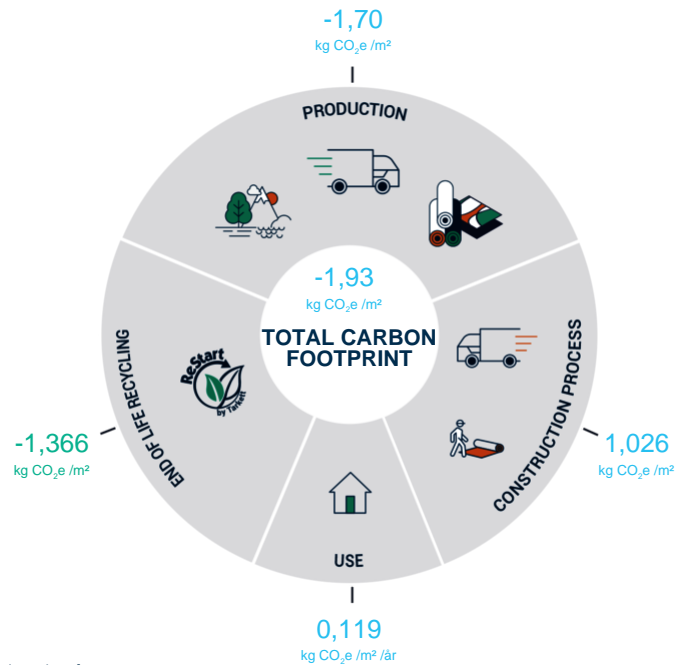 -1,70
kg CO₂e /m²
PRODUCTION
-1,93
kg CO₂e /m²
TOTAL CARBON
FOOTPRINT
CONSTRUCTION PROCESS
1,026
kg CO₂e /m²
USE
0,119
kg CO₂e /m² /år
END OF LIFE RECYCLING
ReStart
by Tarkett
-1,366
kg CO₂e /m²